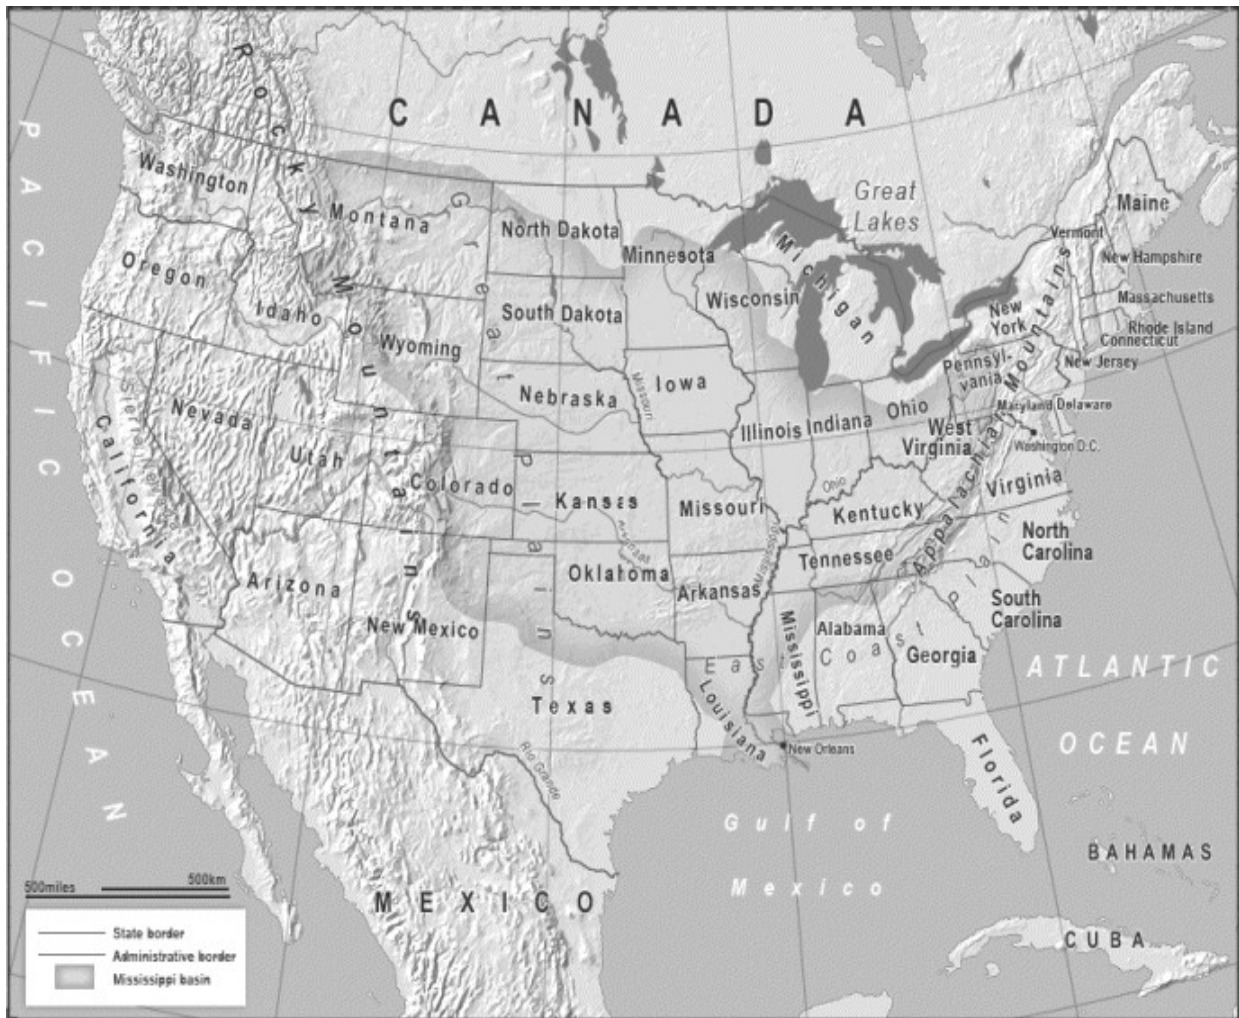 CANADA
Rocky Mountains
PACIFIC OCEAN
Great
Lakes
Washington
Montana
North Dakota
Minnesota
Michigan
Maine
Vermont
New Hampshire
Oregon
Idaho
South Dakota
Wisconsin
New
York
Massachusetts
Rhode Island
Connecticut
Wyoming
Great Plains
Pennsyl-
vania
New Jersey
Nebraska
Iowa
Missouri
Ohio
Maryland
Delaware
Nevada
Utah
Colorado
Illinois
Indiana
West
Virginia
Washington D.C.
California
Sierra Nevada
Kansas
Missouri
Ohio
Kentucky
Virginia
Appalachian Mountains
Arkansas
Mississippi
Tennessee
North
Carolina
Arizona
New Mexico
Oklahoma
Arkansas
South
Carolina
Mississippi
Alabama
Georgia
East Coast Plain
Texas
Louisiana
New Orleans
Florida
ATLANTIC
OCEAN
Rio Grande
Gulf of
Mexico
BAHAMAS
MEXICO
CUBA
500miles
500km
State border
Administrative border
Mississippi basin